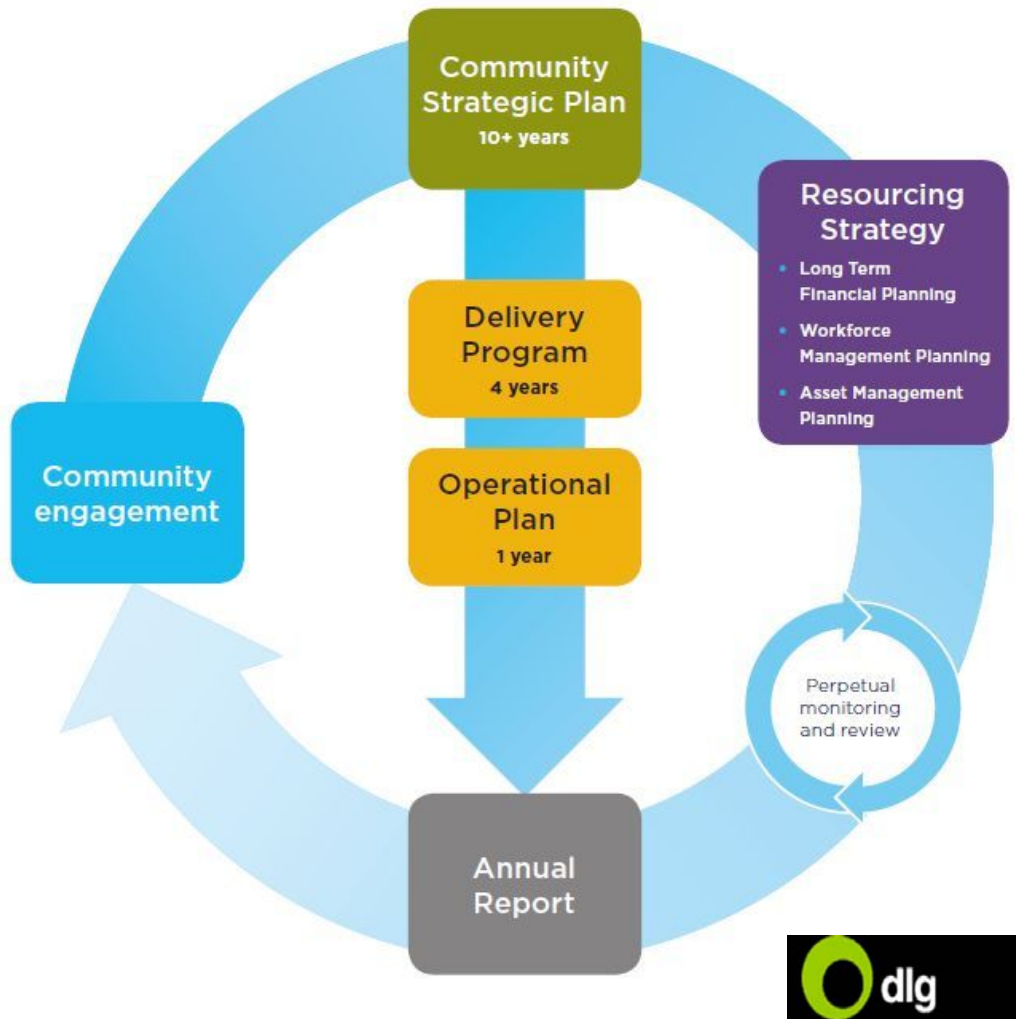 Community
Strategic Plan
10+ years
Resourcing
Strategy
• Long Term
Financial Planning
• Workforce
Management Planning
• Asset Management
Planning
Delivery
Program
4 years
Community
engagement
Operational
Plan
1 year
Perpetual
monitoring
and review
Annual
Report
dlg